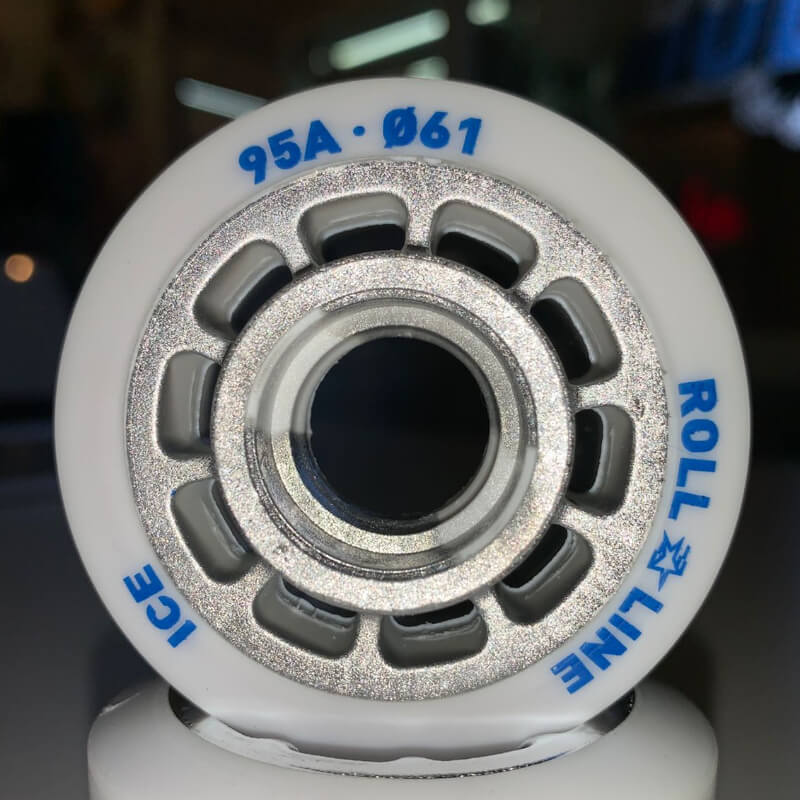 95A · Ø61
ROLL LINE
ICE